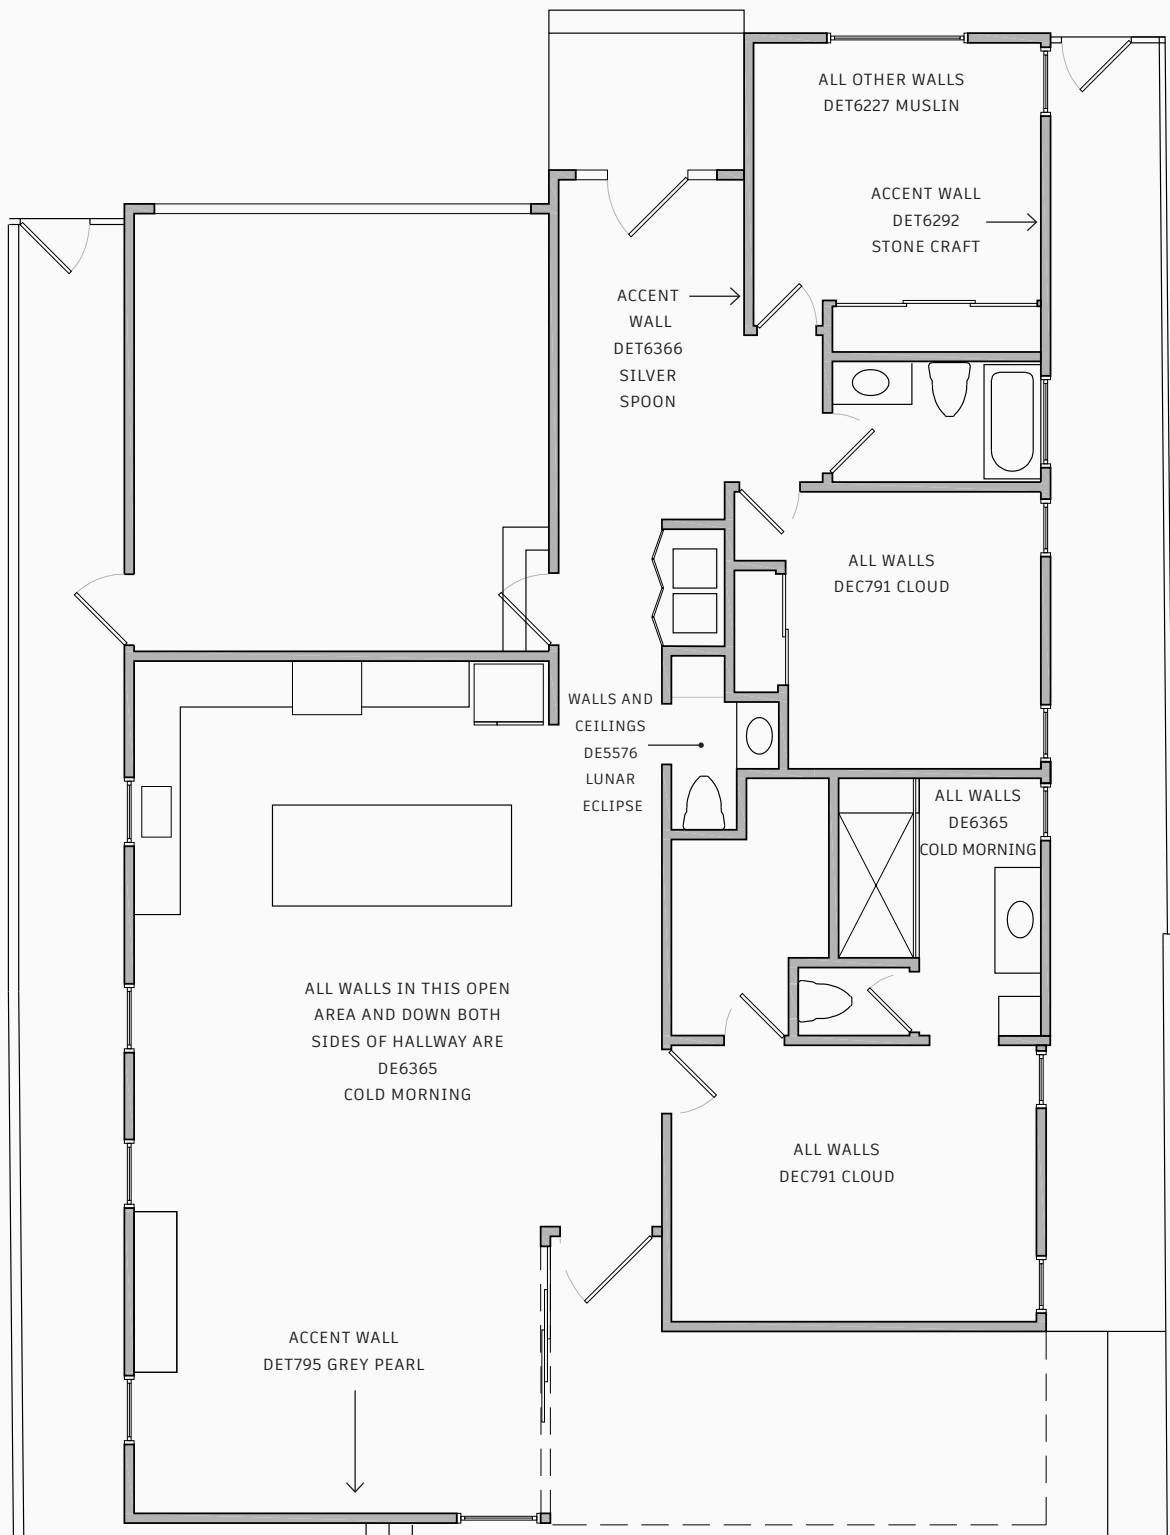 ALL OTHER WALLS
DET6227 MUSLIN
ACCENT WALL
DET6292
STONE CRAFT
ACCENT
WALL
DET6366
SILVER
SPOON
ALL WALLS
DEC791 CLOUD
WALLS AND
CEILINGS
DE5576
LUNAR
ECLIPSE
ALL WALLS
DE6365
COLD MORNING
ALL WALLS IN THIS OPEN
AREA AND DOWN BOTH
SIDES OF HALLWAY ARE
DE6365
COLD MORNING
ALL WALLS
DEC791 CLOUD
ACCENT WALL
DET795 GREY PEARL